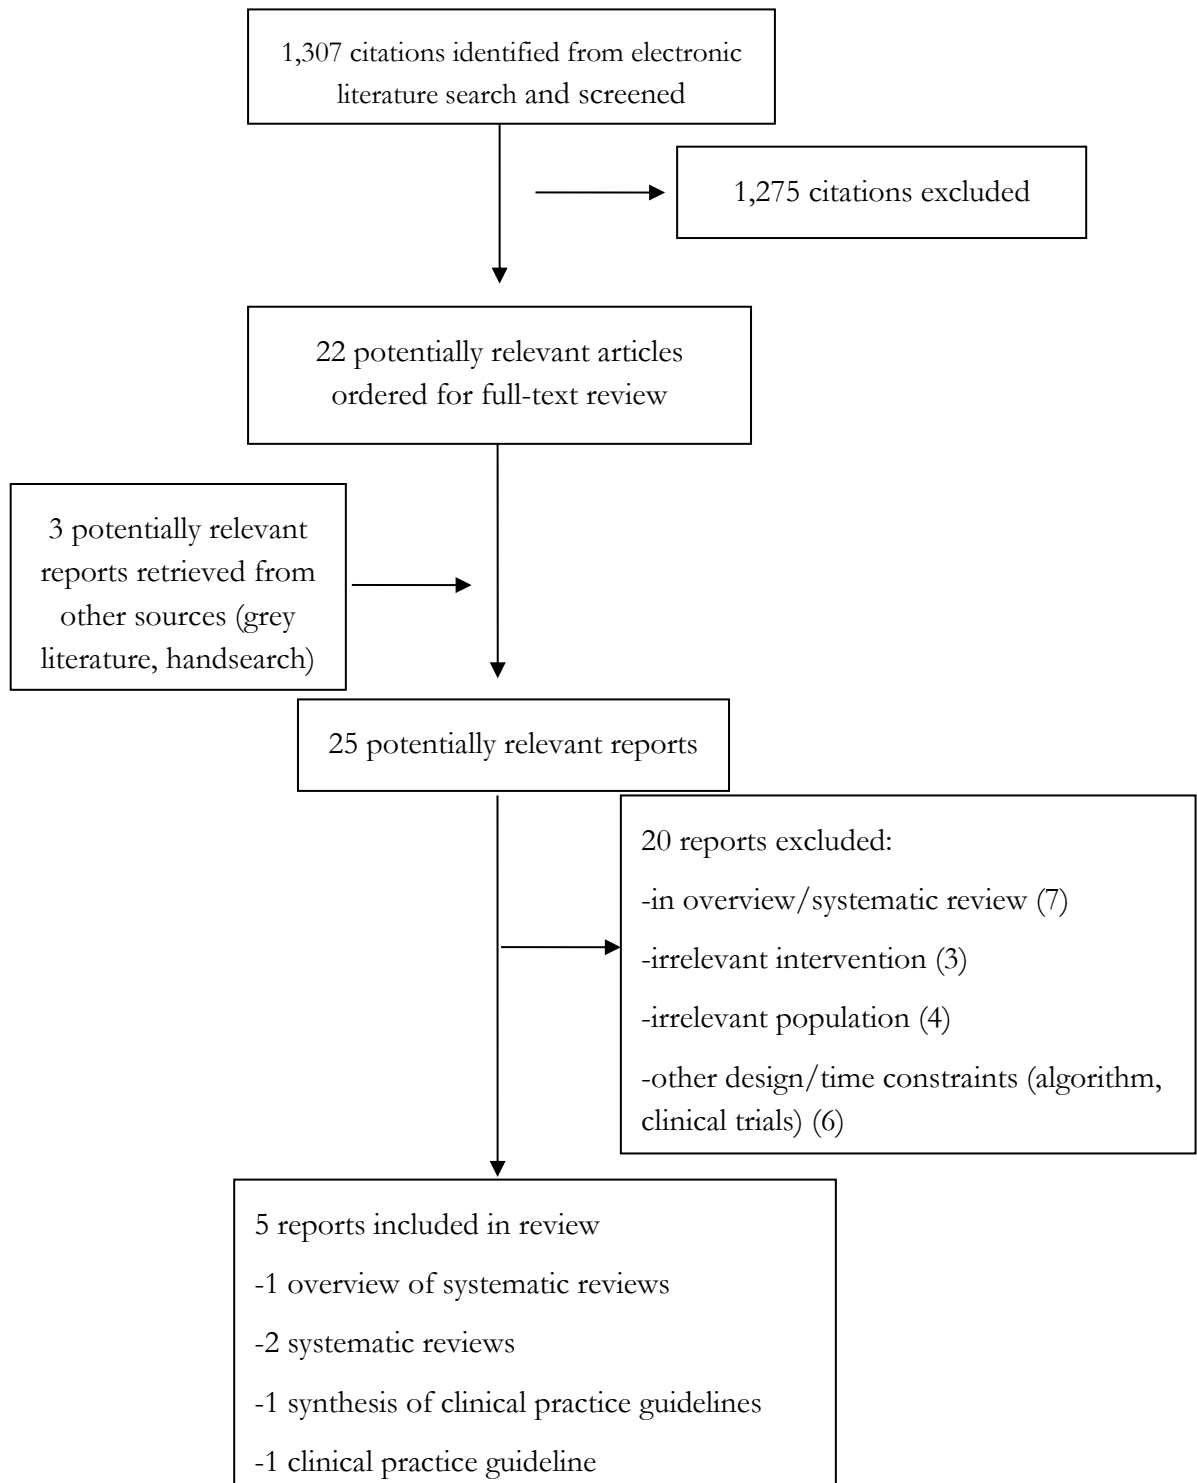 1,307 citations identified from electronic
literature search and screened
1,275 citations excluded
22 potentially relevant articles
ordered for full-text review
3 potentially relevant
reports retrieved from
other sources (grey
literature, handsearch)
25 potentially relevant reports
20 reports excluded:
-in overview/systematic review (7)
-irrelevant intervention (3)
-irrelevant population (4)
-other design/time constraints (algorithm,
clinical trials) (6)
5 reports included in review
-1 overview of systematic reviews
-2 systematic reviews
-1 synthesis of clinical practice guidelines
-1 clinical practice guideline